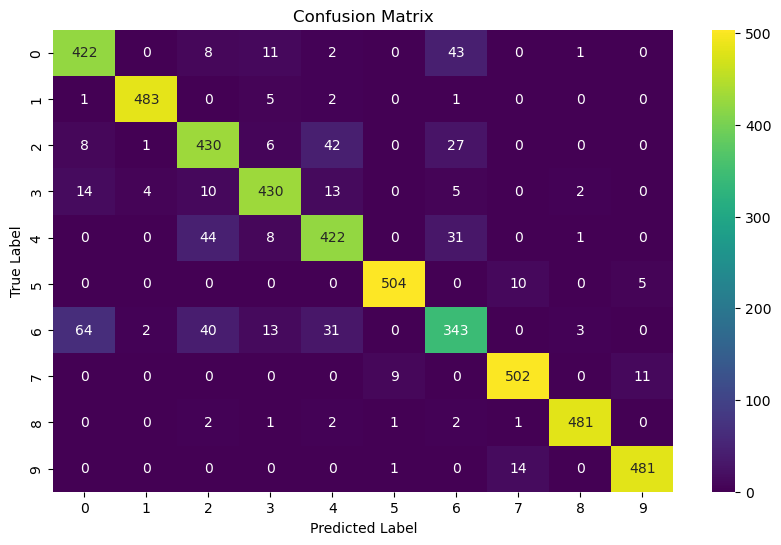 Confusion Matrix
0 422 0 8 11 2 0 43 0 1 0
1 1 483 0 5 2 0 1 0 0 0
2 8 1 430 6 42 0 27 0 0 0
3 14 4 10 430 13 0 5 0 2 0
4 0 0 44 8 422 0 31 0 1 0
5 0 0 0 0 0 504 0 10 0 5
6 64 2 40 13 31 0 343 0 3 0
7 0 0 0 0 0 9 0 502 0 11
8 0 0 2 1 2 1 2 1 481 0
9 0 0 0 0 0 1 0 14 0 481
0 1 2 3 4 5 6 7 8 9
True Label
Predicted Label
500
400
300
200
100
0